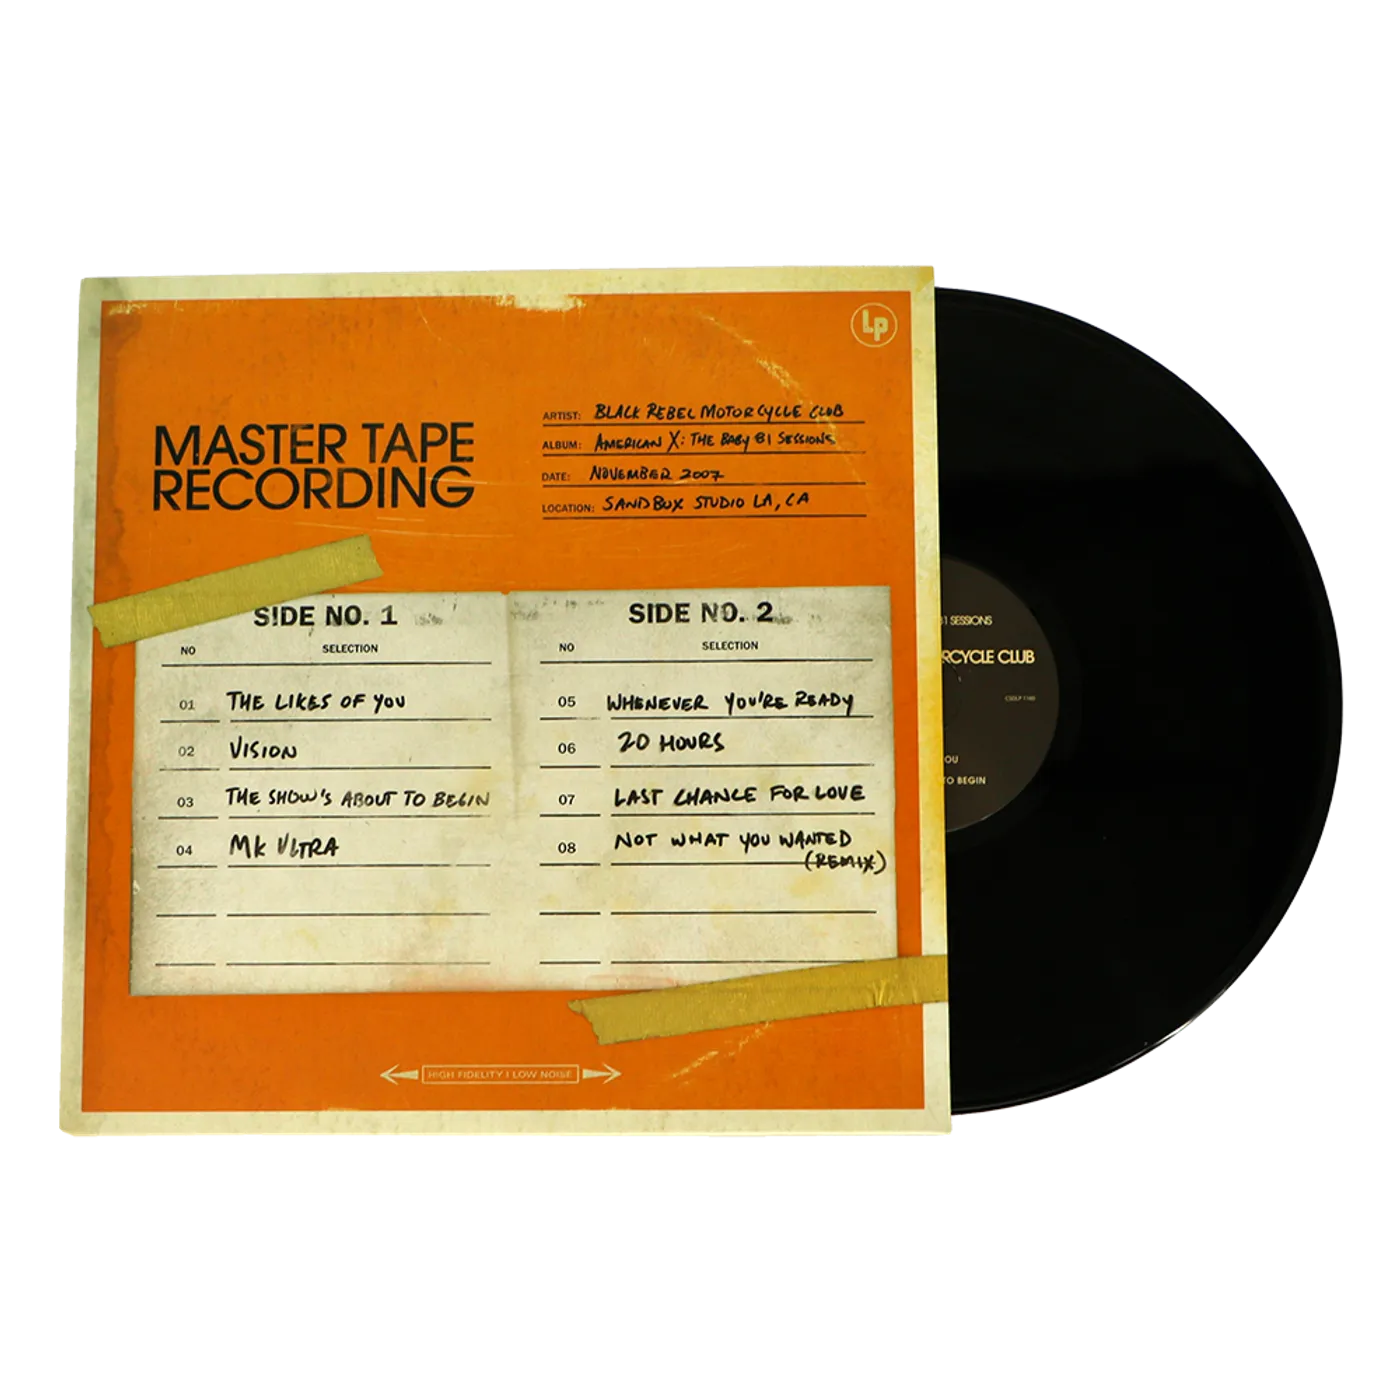 LP
MASTER TAPE
RECORDING
ARTIST: BLACK REBEL MOTORCYCLE CLUB
ALBUM: AMERICAN X: THE BABY 81 SESSIONS
DATE: NOVEMBER 2007
LOCATION: SANDBOX STUDIO LA, CA
SIDE NO. 1
NO SELECTION
01 THE LIKES OF YOU
02 VISION
03 THE SHOW'S ABOUT TO BEGIN
04 MK ULTRA
SIDE NO. 2
NO SELECTION
05 WHENEVER YOU'RE READY
06 20 HOURS
07 LAST CHANCE FOR LOVE
08 NOT WHAT YOU WANTED
(REMIX)
HIGH FIDELITY | LOW NOISE
81 SESSIONS
RCYCLE CLUB
OU
TO BEGIN